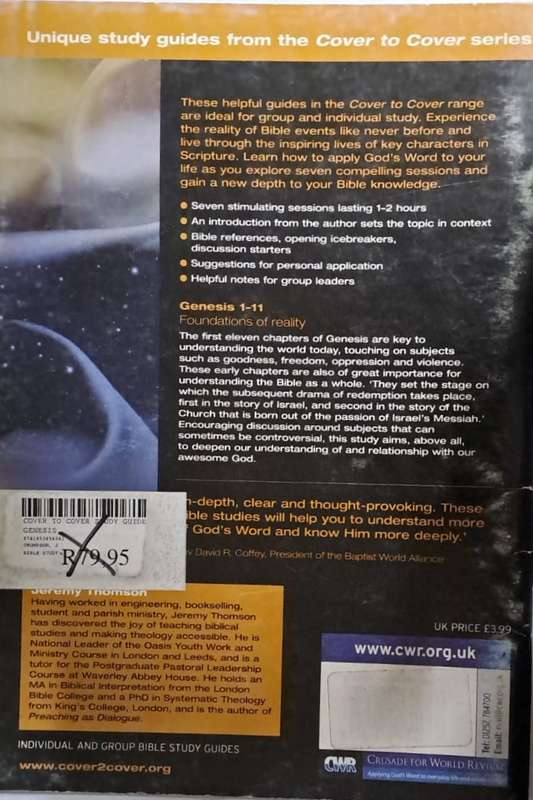 Unique study guides from the Cover to Cover series
These helpful guides in the Cover to Cover range
are ideal for group and individual study. Experience
the reality of Bible events like never before and
live through the inspiring lives of key characters in
Scripture. Learn how to apply God's Word to your
life as you explore seven compelling sessions and
gain a new depth to your Bible knowledge.
● Seven stimulating sessions lasting 1–2 hours
● An introduction from the author sets the topic in context
● Bible references, opening icebreakers,
discussion starters
● Suggestions for personal application
● Helpful notes for group leaders
Genesis 1–11
Foundations of reality
The first eleven chapters of Genesis are key to
understanding the world today, touching on subjects
such as goodness, freedom, oppression and violence.
These early chapters are also of great importance for
understanding the Bible as a whole. 'They set the stage on
which the subsequent drama of redemption takes place,
first in the story of Israel, and second in the story of the
Church that is born out of the passion of Israel's Messiah.'
Encouraging discussion around subjects that can
sometimes be controversial, this study aims, above all,
to deepen our understanding of and relationship with our
awesome God.
n-depth, clear and thought-provoking. These
ible studies will help you to understand more
God's Word and know Him more deeply.'
David R. Coffey, President of the Baptist World Alliance
COVER TO COVER STUDY GUIDE
GENESIS
THOMPSON, J
BIBLE STUDY
R79.95
Jeremy Thomson
Having worked in engineering, bookselling,
student and parish ministry, Jeremy Thomson
has discovered the joy of teaching biblical
studies and making theology accessible. He is
National Leader of the Oasis Youth Work and
Ministry Course in London and Leeds, and is a
tutor for the Postgraduate Pastoral Leadership
Course at Waverley Abbey House. He holds an
MA in Biblical Interpretation from the London
Bible College and a PhD in Systematic Theology
from King's College, London, and is the author of
Preaching as Dialogue.
INDIVIDUAL AND GROUP BIBLE STUDY GUIDES
www.cover2cover.org
UK PRICE £3.99
www.cwr.org.uk
Tel: 01252 784700
Email:
CWR CRUSADE FOR WORLD REVIVAL
Applying God's Word to everyday life and